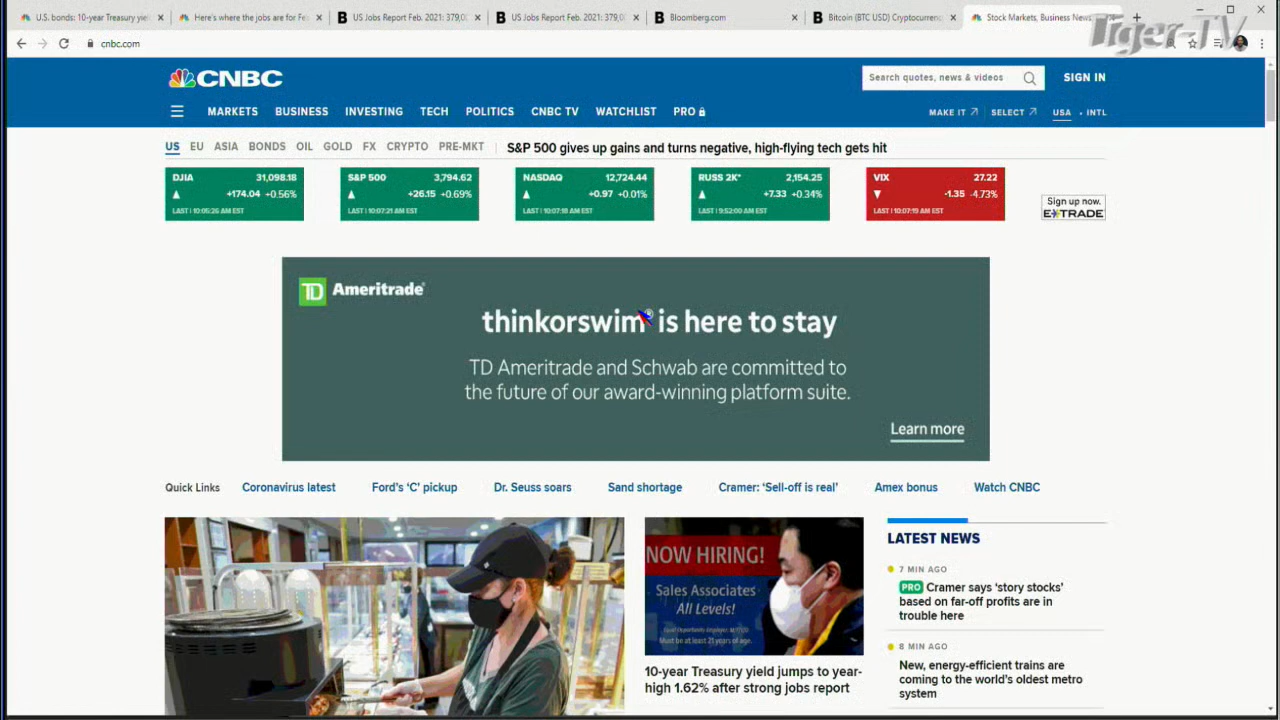 U.S. bonds: 10-year Treasury yie
Here's where the jobs are for Fe
US Jobs Report Feb. 2021: 379,0
US Jobs Report Feb. 2021: 379,0
Bloomberg.com
Bitcoin (BTC USD) Cryptocurrenc
Stock Markets, Business News
Tiger-TV
cnbc.com
CNBC
Search quotes, news & videos
SIGN IN
MARKETS BUSINESS INVESTING TECH POLITICS CNBC TV WATCHLIST PRO
MAKE IT SELECT USA • INTL
US EU ASIA BONDS OIL GOLD FX CRYPTO PRE-MKT
S&P 500 gives up gains and turns negative, high-flying tech gets hit
DJIA 31,098.18
+174.04 +0.56%
LAST | 10:05:26 AM EST
S&P 500 3,794.62
+26.15 +0.69%
LAST | 10:07:21 AM EST
NASDAQ 12,724.44
+0.97 +0.01%
LAST | 10:07:18 AM EST
RUSS 2K* 2,154.25
+7.33 +0.34%
LAST | 9:52:00 AM EST
VIX 27.22
-1.35 -4.73%
LAST | 10:07:19 AM EST
Sign up now.
E*TRADE
TD Ameritrade
thinkorswim is here to stay
TD Ameritrade and Schwab are committed to
the future of our award-winning platform suite.
Learn more
Quick Links Coronavirus latest Ford's 'C' pickup Dr. Seuss soars Sand shortage Cramer: 'Sell-off is real' Amex bonus Watch CNBC
NOW HIRING!
Sales Associates
All Levels!
Must be at least 21 years of age.
10-year Treasury yield jumps to year-
high 1.62% after strong jobs report
LATEST NEWS
7 MIN AGO
PRO Cramer says 'story stocks'
based on far-off profits are in
trouble here
8 MIN AGO
New, energy-efficient trains are
coming to the world's oldest metro
system